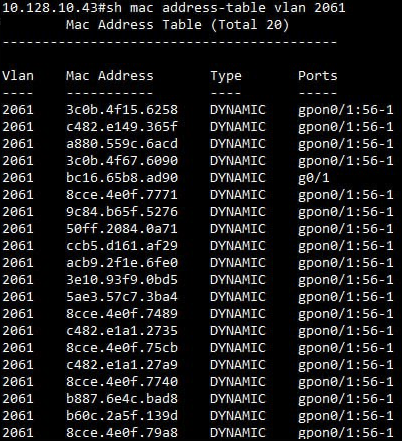 10.128.10.43#sh mac address-table vlan 2061
Mac Address Table (Total 20)
------------------------------------------
Vlan Mac Address Type Ports
---- ----------- ---- -----
2061 3c0b.4f15.6258 DYNAMIC gpon0/1:56-1
2061 c482.e149.365f DYNAMIC gpon0/1:56-1
2061 a880.559c.6acd DYNAMIC gpon0/1:56-1
2061 3c0b.4f67.6090 DYNAMIC gpon0/1:56-1
2061 bc16.65b8.ad90 DYNAMIC g0/1
2061 8cce.4e0f.7771 DYNAMIC gpon0/1:56-1
2061 9c84.b65f.5276 DYNAMIC gpon0/1:56-1
2061 50ff.2084.0a71 DYNAMIC gpon0/1:56-1
2061 ccb5.d161.af29 DYNAMIC gpon0/1:56-1
2061 acb9.2f1e.6fe0 DYNAMIC gpon0/1:56-1
2061 3e10.93f9.0bd5 DYNAMIC gpon0/1:56-1
2061 5ae3.57c7.3ba4 DYNAMIC gpon0/1:56-1
2061 8cce.4e0f.7489 DYNAMIC gpon0/1:56-1
2061 c482.e1a1.2735 DYNAMIC gpon0/1:56-1
2061 8cce.4e0f.75cb DYNAMIC gpon0/1:56-1
2061 c482.e1a1.27a9 DYNAMIC gpon0/1:56-1
2061 8cce.4e0f.7740 DYNAMIC gpon0/1:56-1
2061 b887.6e4c.bad8 DYNAMIC gpon0/1:56-1
2061 b60c.2a5f.139d DYNAMIC gpon0/1:56-1
2061 8cce.4e0f.79a8 DYNAMIC gpon0/1:56-1